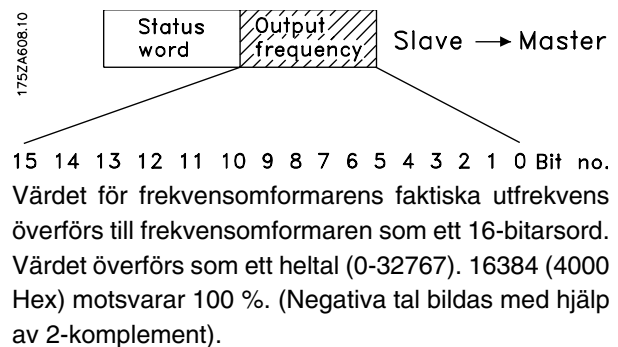 175ZA608.10
Status word
Output frequency
Slave → Master
15 14 13 12 11 10 9 8 7 6 5 4 3 2 1 0 Bit no.
Värdet för frekvensomformarens faktiska utfrekvens
överförs till frekvensomformaren som ett 16-bitarsord.
Värdet överförs som ett heltal (0-32767). 16384 (4000
Hex) motsvarar 100 %. (Negativa tal bildas med hjälp
av 2-komplement).